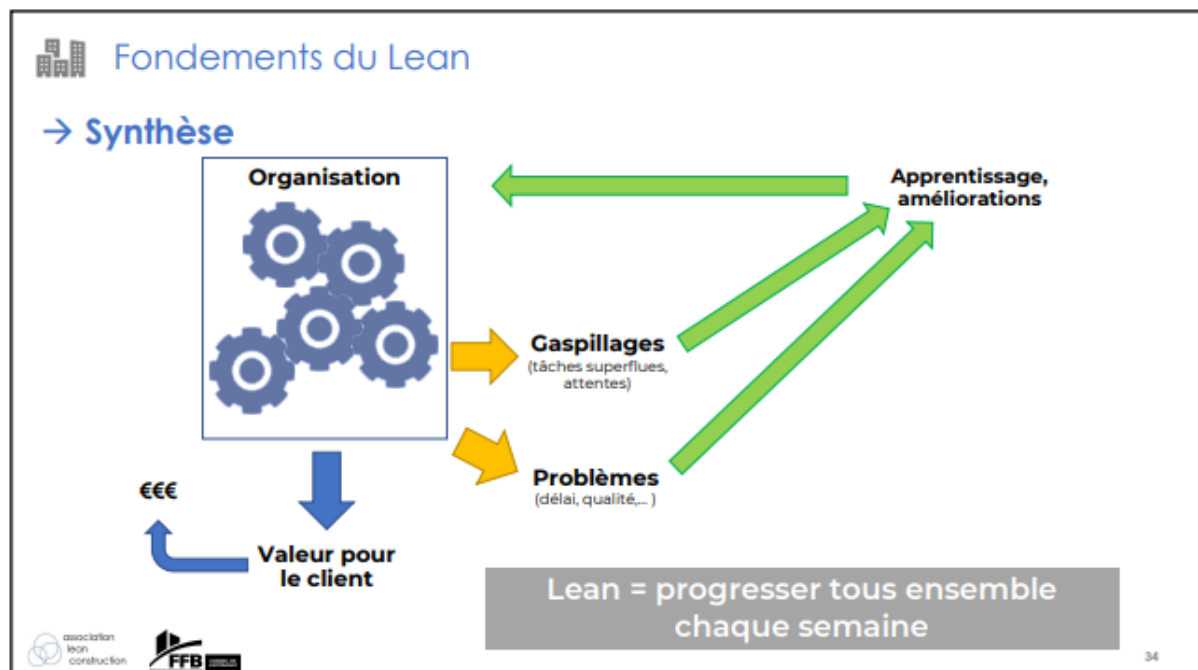 Fondements du Lean
→ Synthèse
Organisation
Apprentissage,
améliorations
Gaspillages
(tâches superflues,
attentes)
Problèmes
(délai, qualité,... )
€€€
Valeur pour
le client
Lean = progresser tous ensemble
chaque semaine
association
lean
construction
FFB
34